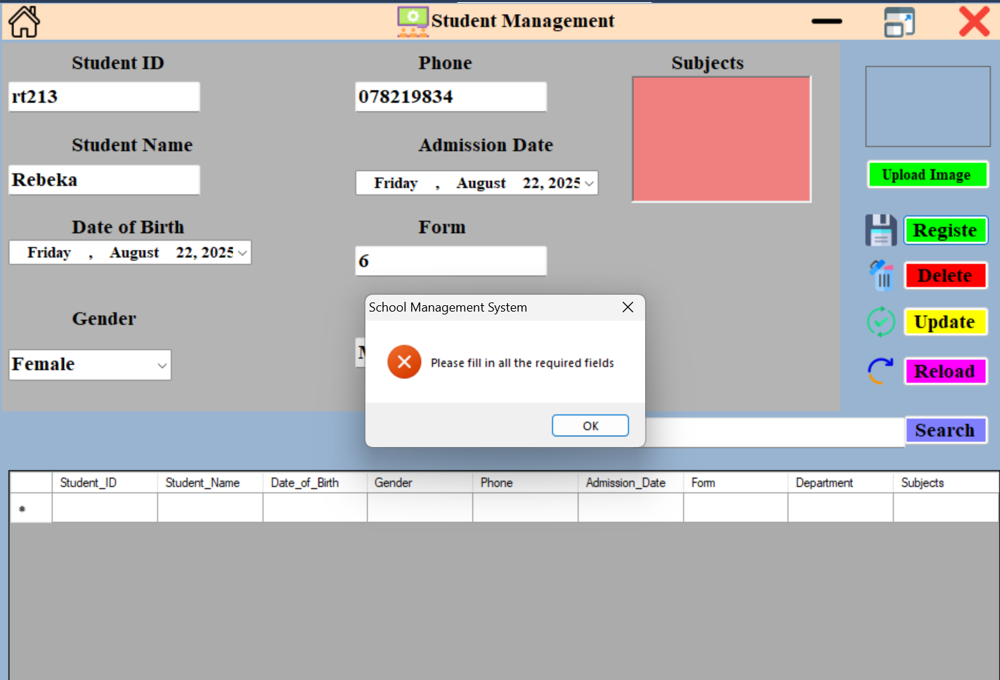 Student Management
Student ID
Phone
Subjects
rt213
078219834
Student Name
Admission Date
Upload Image
Rebeka
Friday , August 22, 2025
Date of Birth
Form
Registe
Friday , August 22, 2025
6
Delete
School Management System
Gender
Update
Female
Please fill in all the required fields
Reload
OK
Search
Student_ID
Student_Name
Date_of_Birth
Gender
Phone
Admission_Date
Form
Department
Subjects